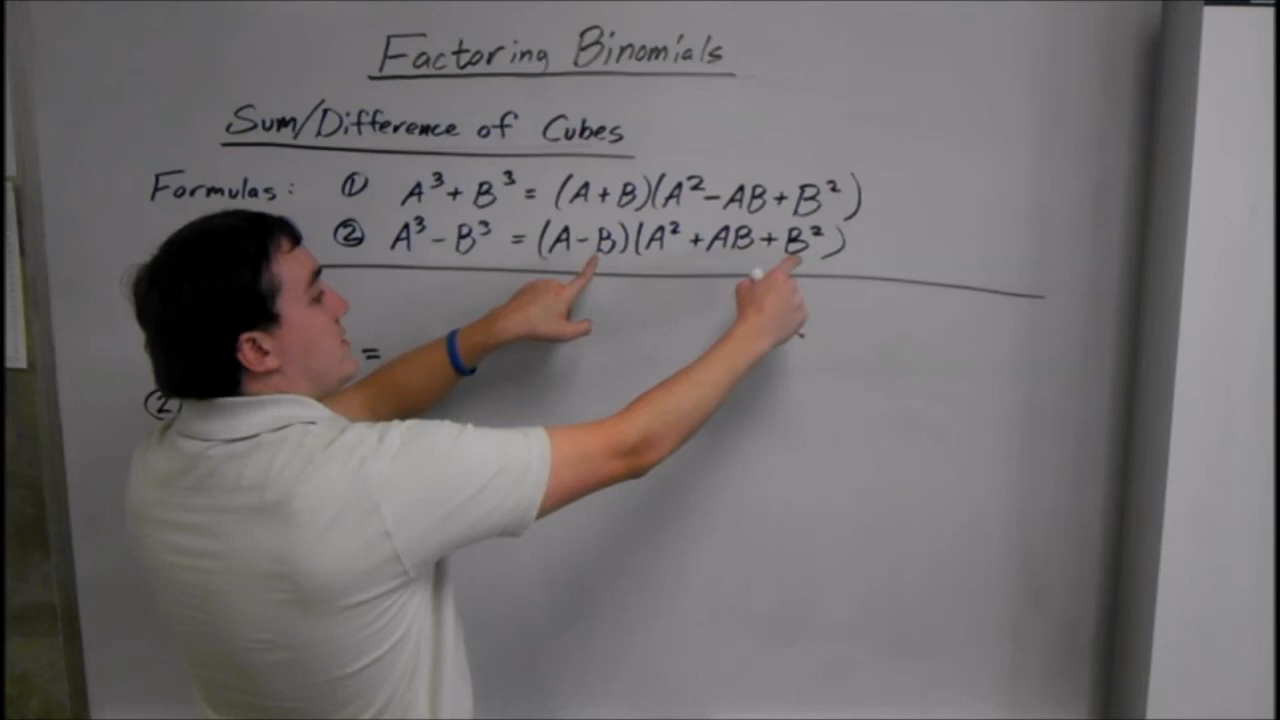 Factoring Binomials
Sum/Difference of Cubes
Formulas: ① A³ + B³ = (A + B)(A² - AB + B²)
② A³ - B³ = (A - B)(A² + AB + B²)
=
②